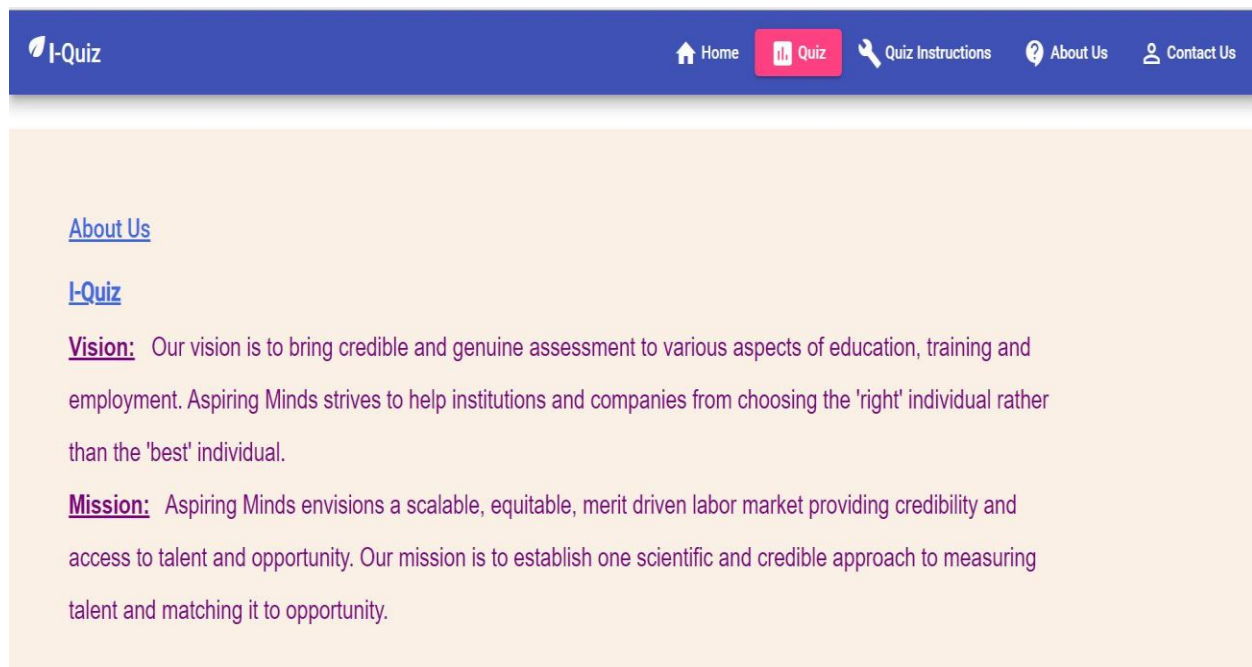 I-Quiz Home Quiz Quiz Instructions About Us Contact Us
About Us
I-Quiz
Vision: Our vision is to bring credible and genuine assessment to various aspects of education, training and
employment. Aspiring Minds strives to help institutions and companies from choosing the 'right' individual rather
than the 'best' individual.
Mission: Aspiring Minds envisions a scalable, equitable, merit driven labor market providing credibility and
access to talent and opportunity. Our mission is to establish one scientific and credible approach to measuring
talent and matching it to opportunity.